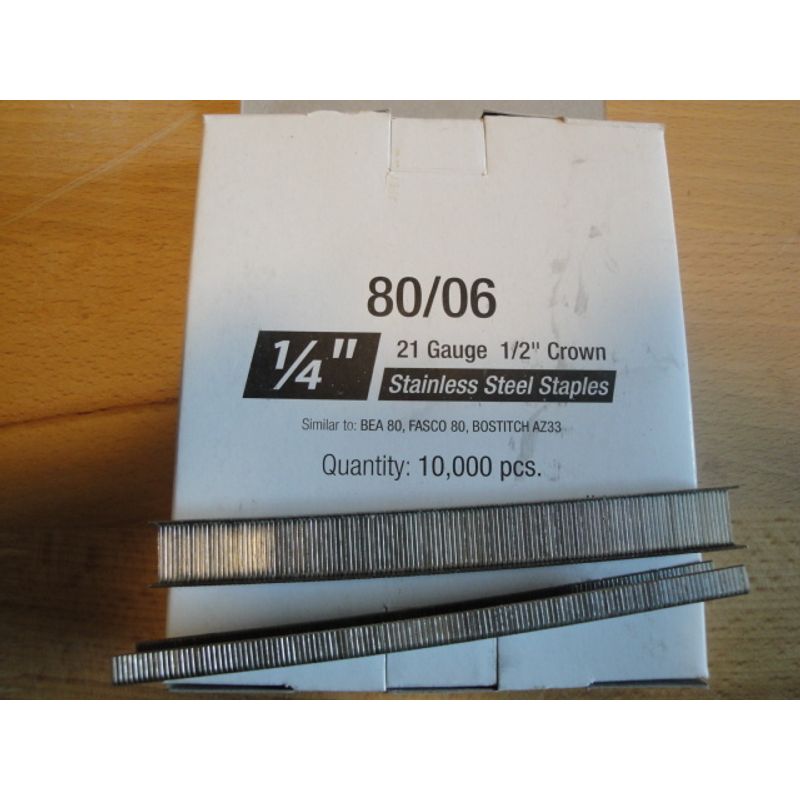 80/06
1/4"
21 Gauge 1/2" Crown
Stainless Steel Staples
Similar to: BEA 80, FASCO 80, BOSTITCH AZ33
Quantity: 10,000 pcs.